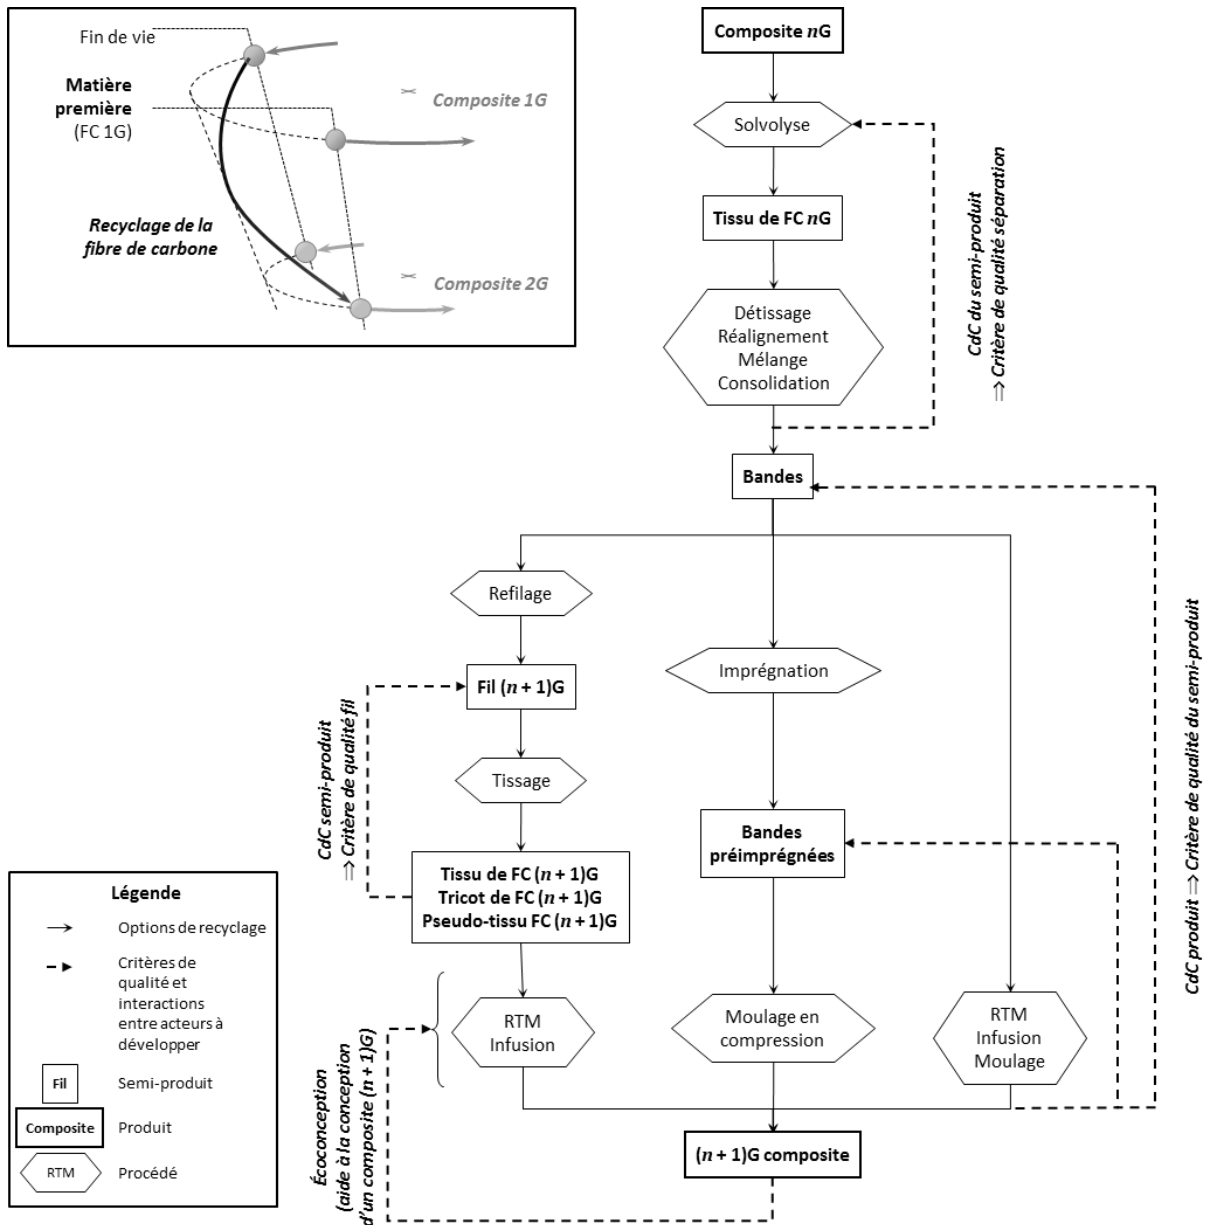 Fin de vie
Matière
première
(FC 1G)
Composite 1G
Recyclage de la
fibre de carbone
Composite 2G
Composite nG
Solvolyse
Tissu de FC nG
Détissage
Réalignement
Mélange
Consolidation
CdC du semi-produit
⇒ Critère de qualité séparation
Bandes
Refilage
Fil (n + 1)G
Tissage
CdC semi-produit
⇒ Critère de qualité fil
Tissu de FC (n + 1)G
Tricot de FC (n + 1)G
Pseudo-tissu FC (n + 1)G
RTM
Infusion
Imprégnation
Bandes
préimprégnées
Moulage en
compression
RTM
Infusion
Moulage
CdC produit ⇒ Critère de qualité du semi-produit
(n + 1)G composite
Écoconception
(aide à la conception
d'un composite (n + 1)G)
Légende
Options de recyclage
Critères de
qualité et
interactions
entre acteurs à
développer
Fil
Semi-produit
Composite
Produit
RTM
Procédé